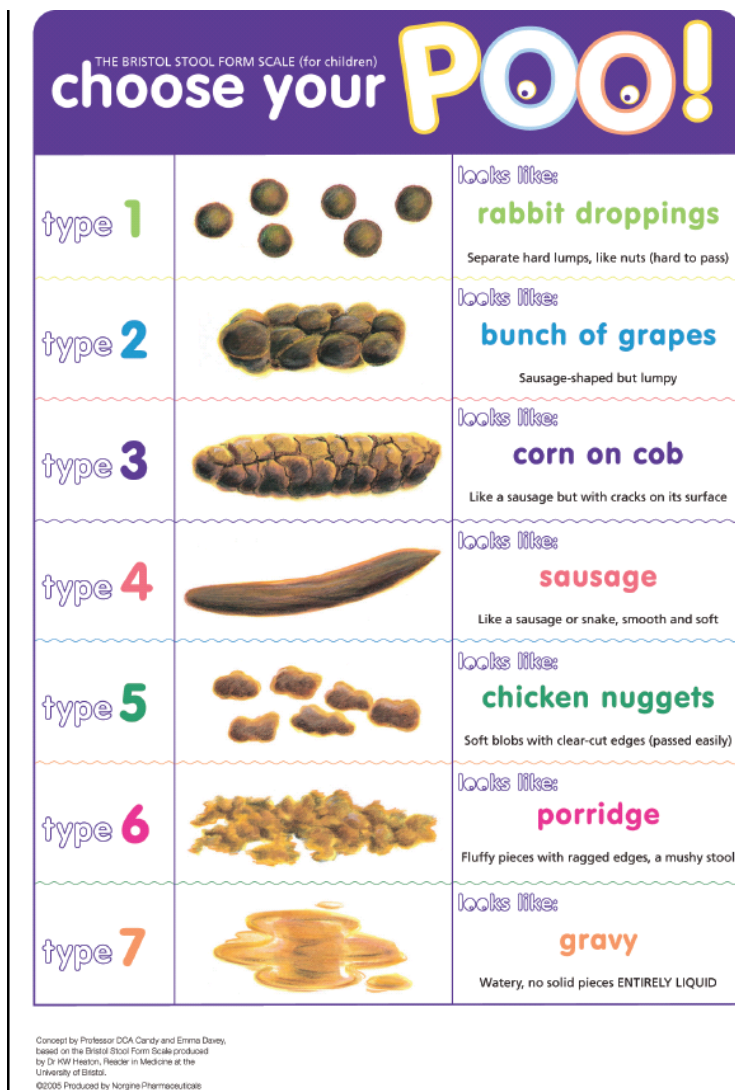 THE BRISTOL STOOL FORM SCALE (for children)
choose your POO!
type 1
looks like:
rabbit droppings
Separate hard lumps, like nuts (hard to pass)
type 2
looks like:
bunch of grapes
Sausage-shaped but lumpy
type 3
looks like:
corn on cob
Like a sausage but with cracks on its surface
type 4
looks like:
sausage
Like a sausage or snake, smooth and soft
type 5
looks like:
chicken nuggets
Soft blobs with clear-cut edges (passed easily)
type 6
looks like:
porridge
Fluffy pieces with ragged edges, a mushy stool
type 7
looks like:
gravy
Watery, no solid pieces ENTIRELY LIQUID
Concept by Professor DCA Candy and Emma Davey,
based on the Bristol Stool Form Scale produced
by Dr KW Heaton, Reader in Medicine at the
University of Bristol.
©2005 Produced by Norgine Pharmaceuticals